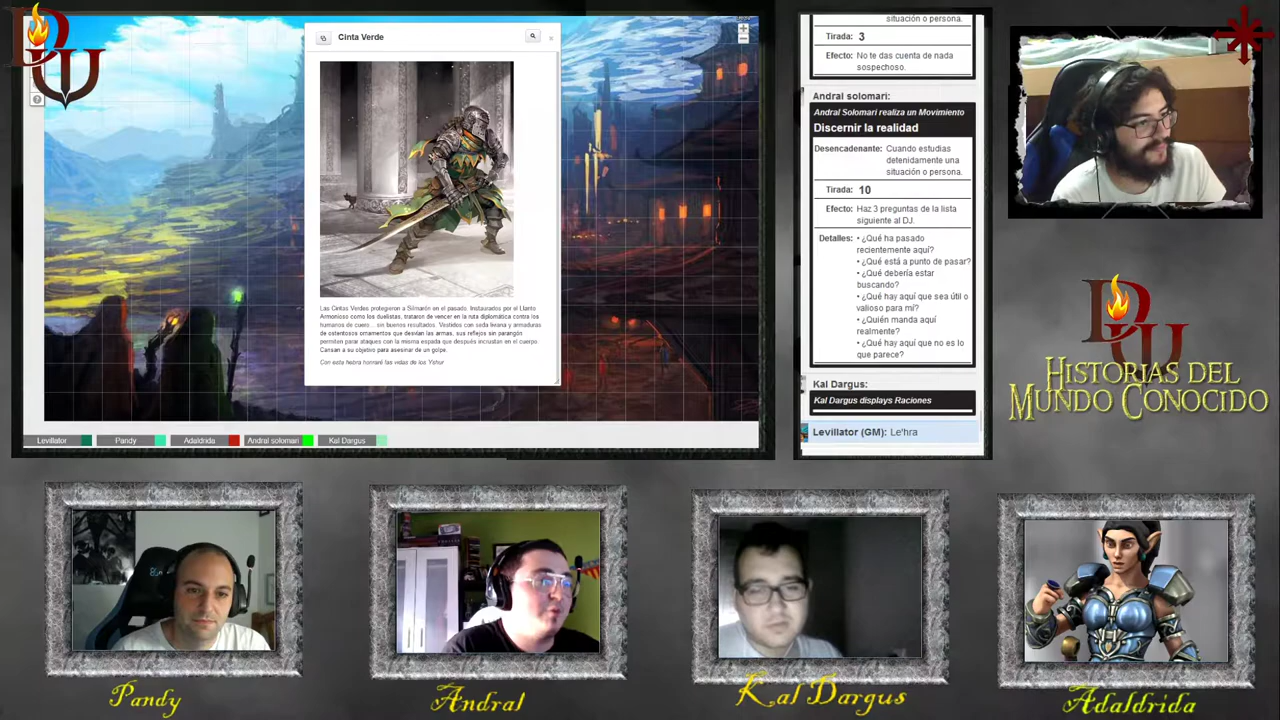 DU
Cinta Verde
Las Cintas Verdes protegieron a Silmarón en el pasado. Instaurados por el Llanto
Armonioso como los duelistas, trataron de vencer en la ruta diplomática contra los
humanos de cuero... sin buenos resultados. Vestidos con seda liviana y armaduras
de ostentosos ornamentos que desvían las armas, sus reflejos sin parangón
permiten parar ataques con la misma espada que después incrustan en el cuerpo.
Cansan a su objetivo para asesinar de un golpe.
Con esta hebra honraré las vidas de los
Levillator
Pandy
Adaldrida
Andral solomari
Kal Dargus
situación o persona.
Tirada: 3
Efecto: No te das cuenta de nada
sospechoso.
Andral solomari:
Andral Solomari realiza un Movimiento
Discernir la realidad
Desencadenante: Cuando estudias
detenidamente una
situación o persona.
Tirada: 10
Efecto: Haz 3 preguntas de la lista
siguiente al DJ.
Detalles: • ¿Qué ha pasado
recientemente aquí?
• ¿Qué está a punto de pasar?
• ¿Qué debería estar
buscando?
• ¿Qué hay aquí que sea útil o
valioso para mí?
• ¿Quién manda aquí
realmente?
• ¿Qué hay aquí que no es lo
que parece?
Kal Dargus:
Kal Dargus displays Raciones
Levillator (GM): Le'hra
DU
HISTORIAS DEL
MUNDO CONOCIDO
Pandy
Andral
Kal Dargus
Adaldrida